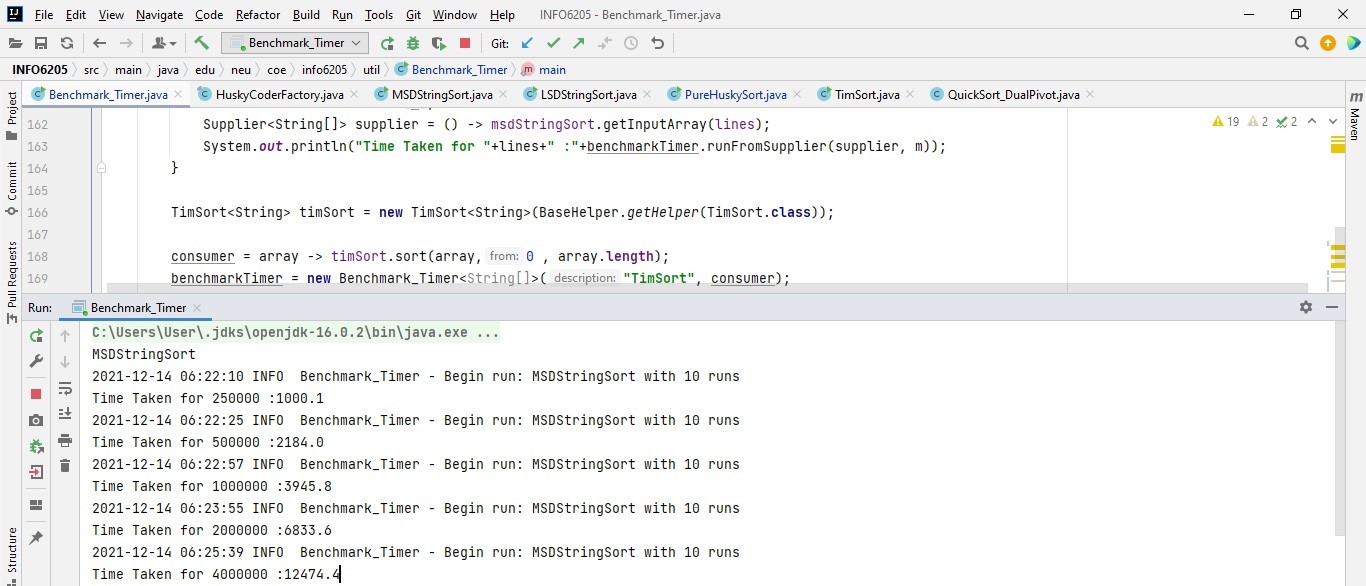 File Edit View Navigate Code Refactor Build Run Tools Git Window Help INFO6205 - Benchmark_Timer.java
Benchmark_Timer Git:
INFO6205 src main java edu neu coe info6205 util Benchmark_Timer main
Benchmark_Timer.java HuskyCoderFactory.java MSDStringSort.java LSDStringSort.java PureHuskySort.java TimSort.java QuickSort_DualPivot.java
Project
Commit
Pull Requests
Structure
Maven
19 2 2
162 Supplier<String[]> supplier = () -> msdStringSort.getInputArray(lines);
163 System.out.println("Time Taken for "+lines+" :"+benchmarkTimer.runFromSupplier(supplier, m));
164 }
165
166 TimSort<String> timSort = new TimSort<String>(BaseHelper.getHelper(TimSort.class));
167
168 consumer = array -> timSort.sort(array, from: 0 , array.length);
169 benchmarkTimer = new Benchmark_Timer<String[]>( description: "TimSort", consumer);
Run: Benchmark_Timer
C:\Users\User\.jdks\openjdk-16.0.2\bin\java.exe ...
MSDStringSort
2021-12-14 06:22:10 INFO  Benchmark_Timer - Begin run: MSDStringSort with 10 runs
Time Taken for 250000 :1000.1
2021-12-14 06:22:25 INFO  Benchmark_Timer - Begin run: MSDStringSort with 10 runs
Time Taken for 500000 :2184.0
2021-12-14 06:22:57 INFO  Benchmark_Timer - Begin run: MSDStringSort with 10 runs
Time Taken for 1000000 :3945.8
2021-12-14 06:23:55 INFO  Benchmark_Timer - Begin run: MSDStringSort with 10 runs
Time Taken for 2000000 :6833.6
2021-12-14 06:25:39 INFO  Benchmark_Timer - Begin run: MSDStringSort with 10 runs
Time Taken for 4000000 :12474.4